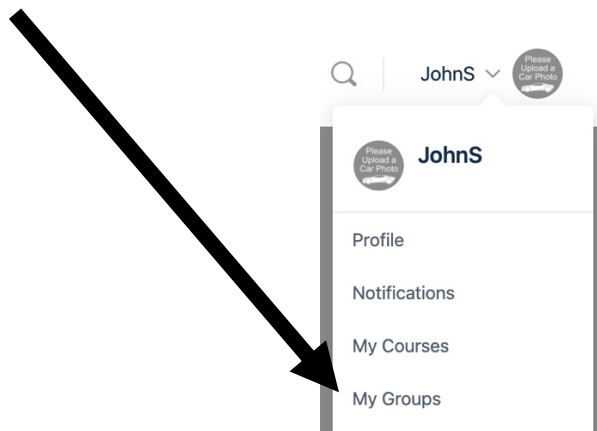 JohnS
Please
Upload a
Car Photo
Please
Upload a
Car Photo
JohnS
Profile
Notifications
My Courses
My Groups